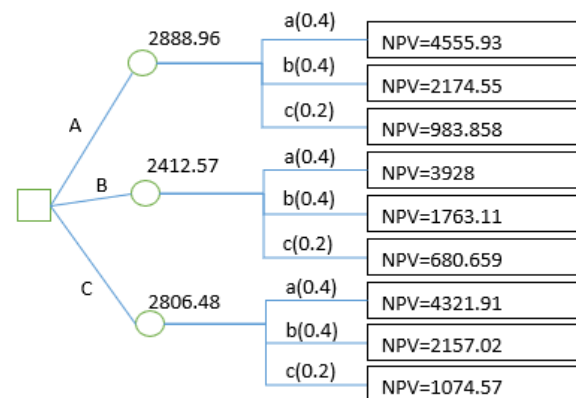 a(0.4)
2888.96
NPV=4555.93
b(0.4)
NPV=2174.55
c(0.2)
A
NPV=983.858
a(0.4)
2412.57
NPV=3928
B
b(0.4)
NPV=1763.11
c(0.2)
NPV=680.659
C
a(0.4)
2806.48
NPV=4321.91
b(0.4)
NPV=2157.02
c(0.2)
NPV=1074.57